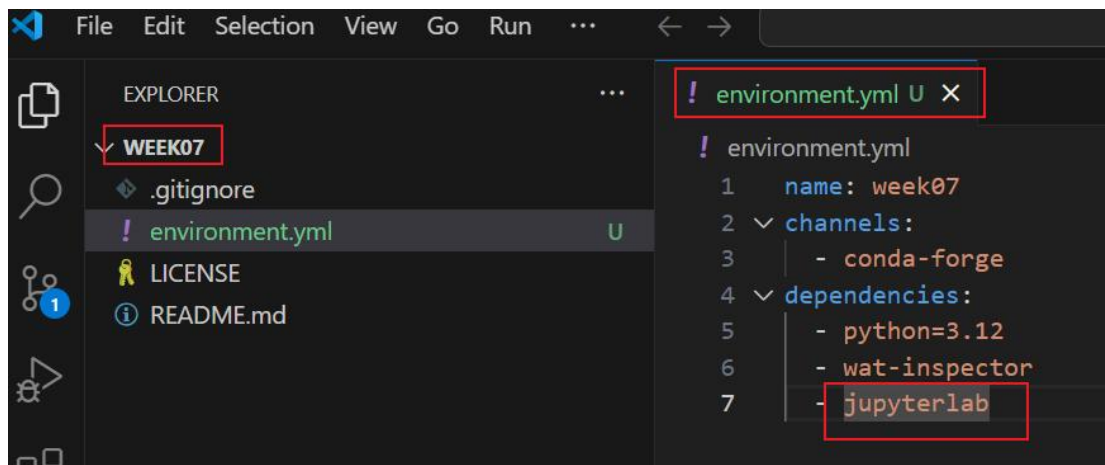 File Edit Selection View Go Run ...
EXPLORER ...
WEEK07
.gitignore
! environment.yml U
LICENSE
README.md
1
! environment.yml U
! environment.yml
1 name: week07
2 channels:
3 - conda-forge
4 dependencies:
5 - python=3.12
6 - wat-inspector
7 - jupyterlab